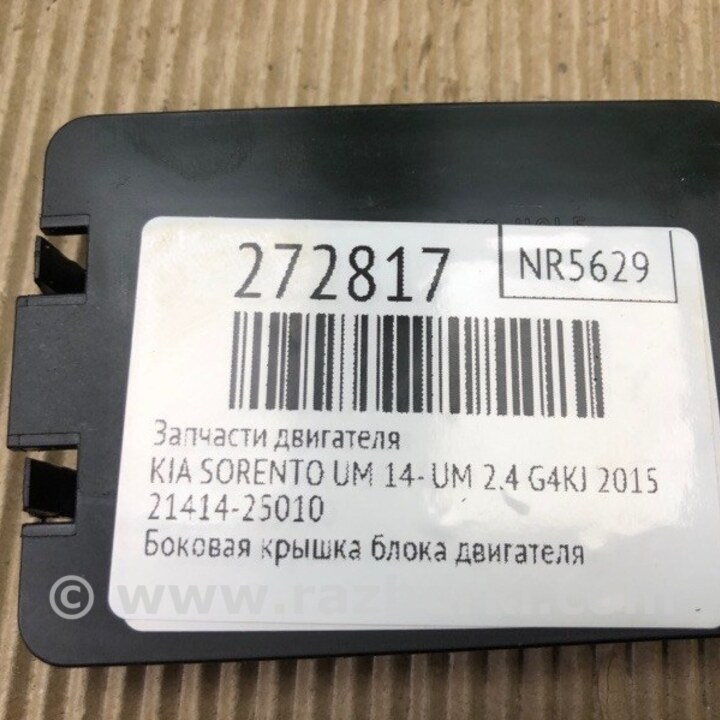 272817
NR5629
Запчасти двигателя
KIA SORENTO UM 14- UM 2.4 G4KJ 2015
21414-25010
Боковая крышка блока двигателя